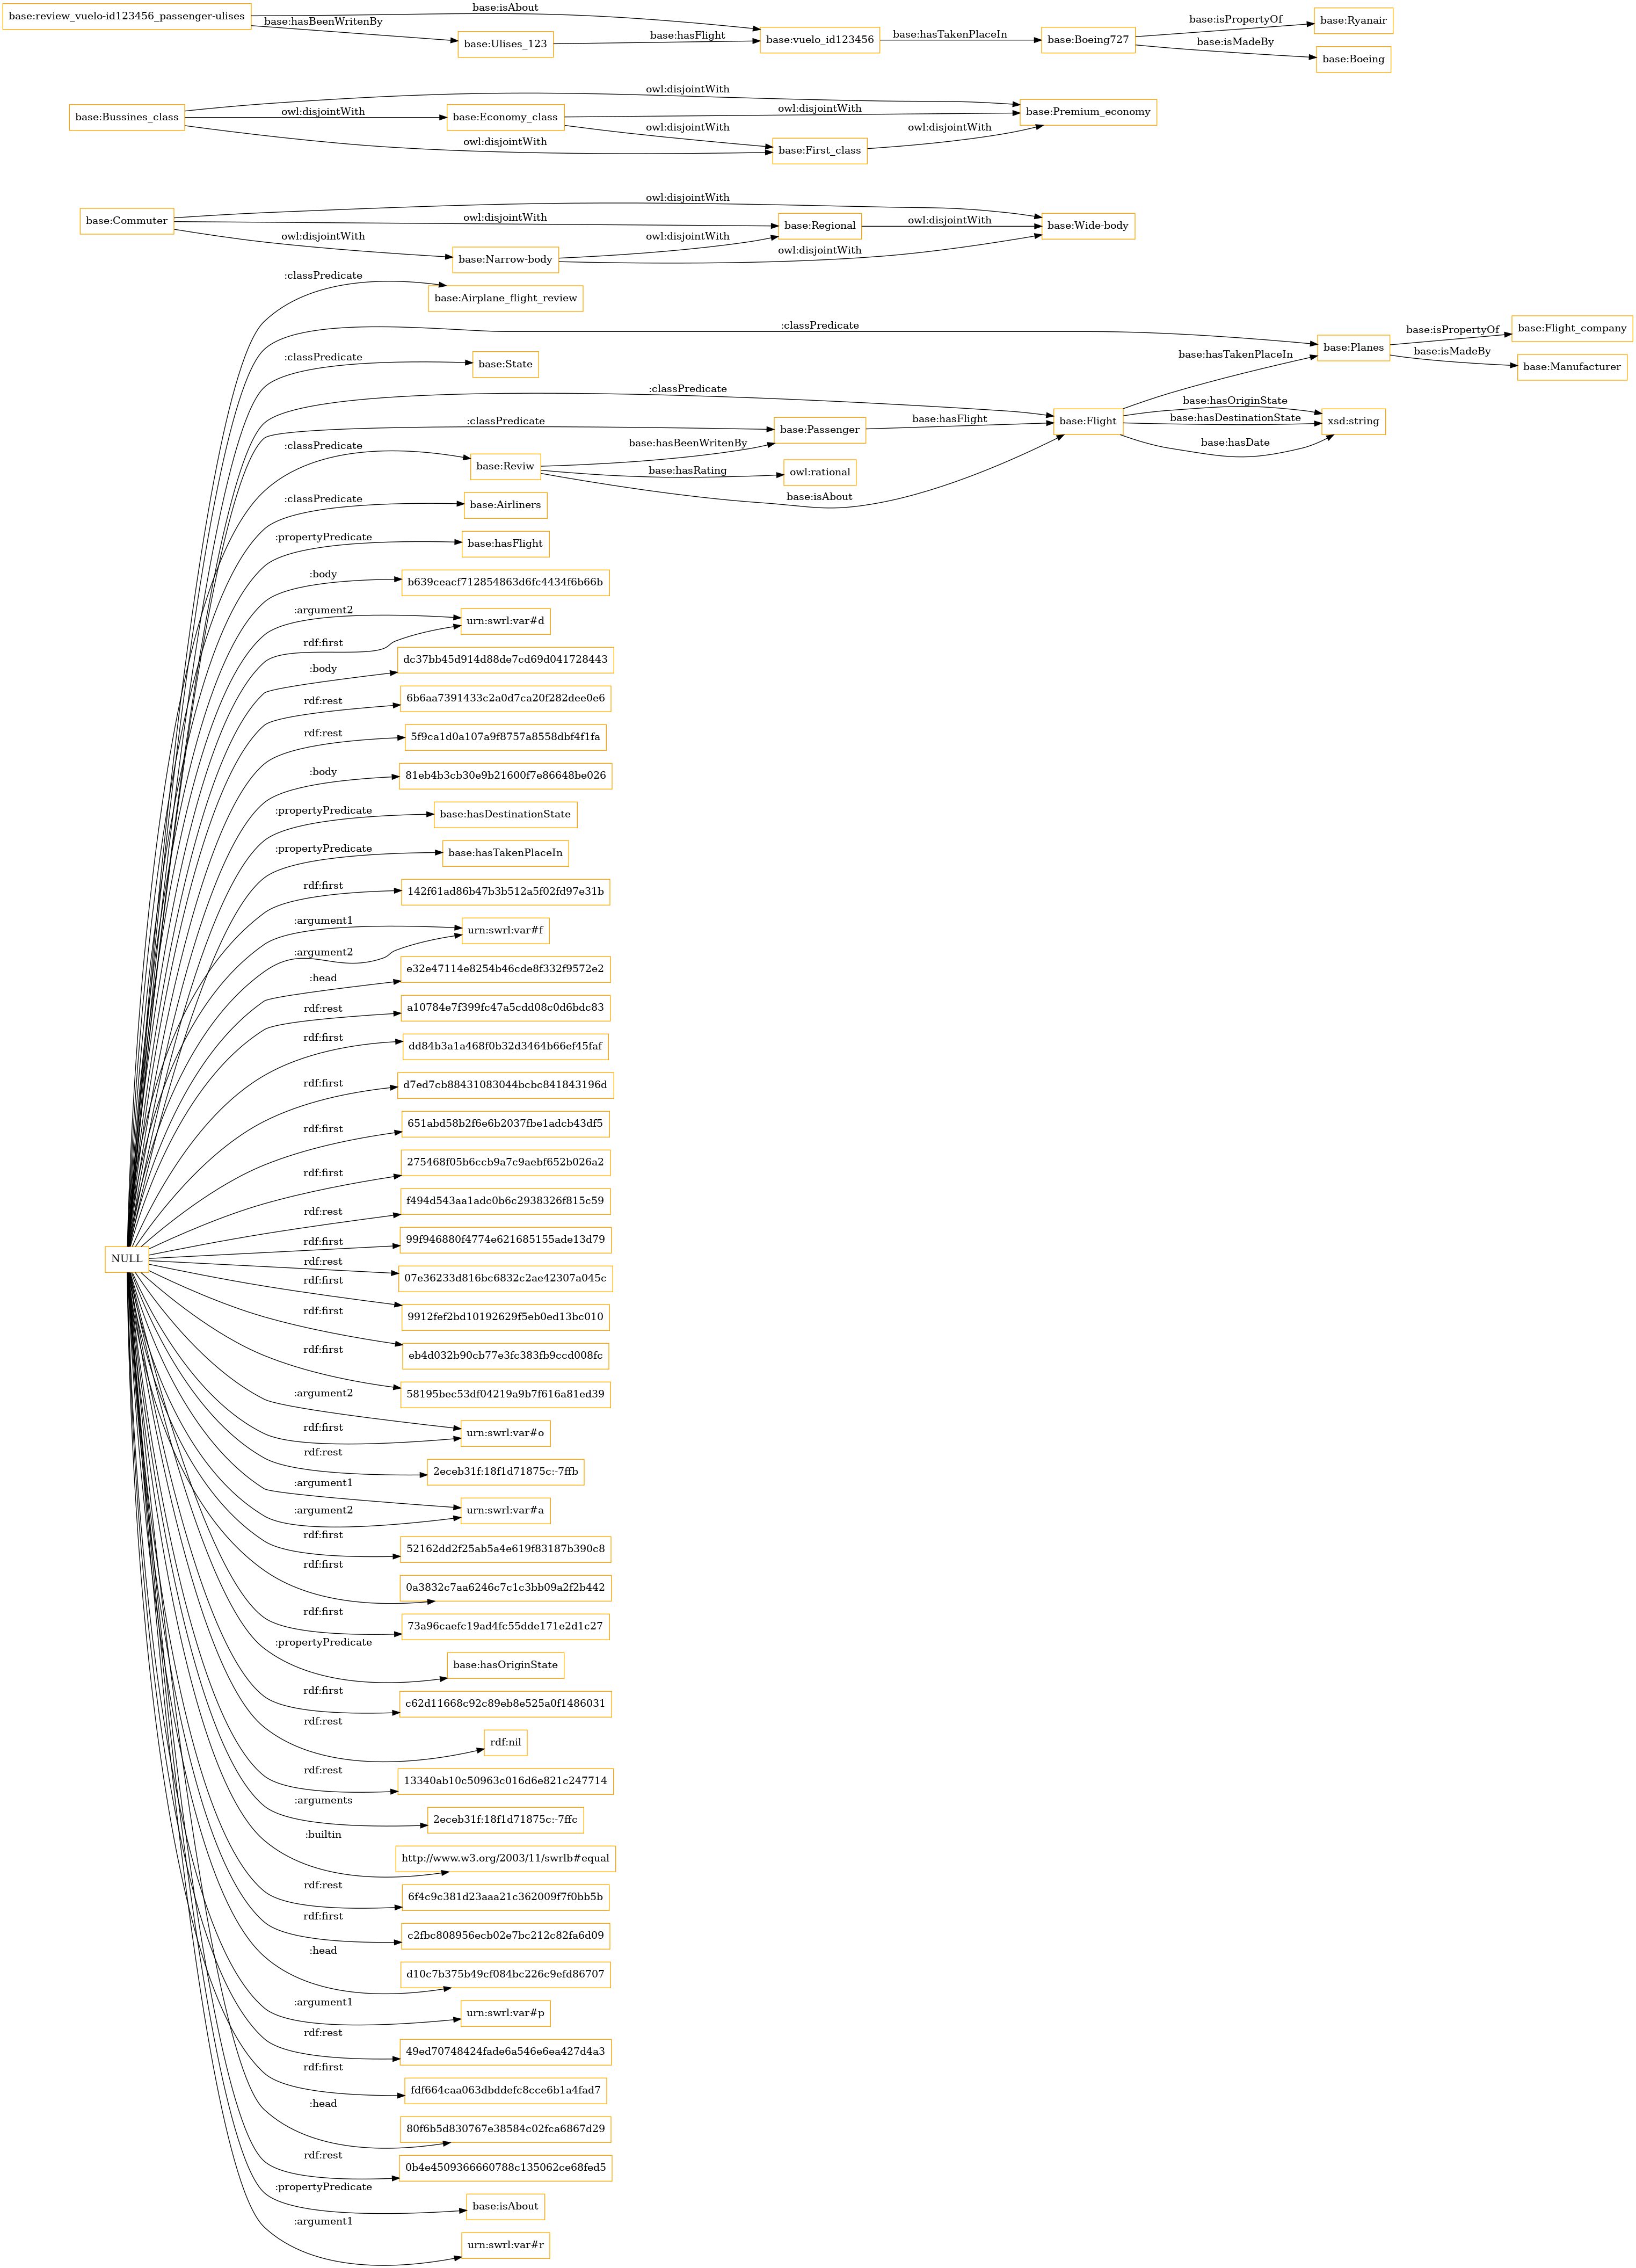 base:review_vuelo-id123456_passenger-ulises
base:isAbout
base:hasBeenWritenBy
base:Ulises_123
base:hasFlight
base:vuelo_id123456
base:hasTakenPlaceIn
base:Boeing727
base:isPropertyOf
base:Ryanair
base:isMadeBy
base:Boeing
base:Bussines_class
owl:disjointWith
owl:disjointWith
owl:disjointWith
base:Economy_class
owl:disjointWith
owl:disjointWith
base:First_class
owl:disjointWith
base:Premium_economy
base:Commuter
owl:disjointWith
owl:disjointWith
owl:disjointWith
base:Narrow-body
owl:disjointWith
owl:disjointWith
base:Regional
owl:disjointWith
base:Wide-body
NULL
:classPredicate
base:Airplane_flight_review
:classPredicate
base:Planes
base:isPropertyOf
base:Flight_company
base:isMadeBy
base:Manufacturer
:classPredicate
base:State
:classPredicate
base:Flight
base:hasTakenPlaceIn
base:hasOriginState
base:hasDestinationState
base:hasDate
xsd:string
:classPredicate
base:Passenger
base:hasFlight
:classPredicate
base:Reviw
base:hasBeenWritenBy
base:hasRating
owl:rational
base:isAbout
:classPredicate
base:Airliners
:propertyPredicate
base:hasFlight
:body
b639ceacf712854863d6fc4434f6b66b
:argument2
rdf:first
urn:swrl:var#d
:body
dc37bb45d914d88de7cd69d041728443
rdf:rest
6b6aa7391433c2a0d7ca20f282dee0e6
rdf:rest
5f9ca1d0a107a9f8757a8558dbf4f1fa
:body
81eb4b3cb30e9b21600f7e86648be026
:propertyPredicate
base:hasDestinationState
:propertyPredicate
base:hasTakenPlaceIn
rdf:first
142f61ad86b47b3b512a5f02fd97e31b
:argument1
:argument2
urn:swrl:var#f
:head
e32e47114e8254b46cde8f332f9572e2
rdf:rest
a10784e7f399fc47a5cdd08c0d6bdc83
rdf:first
dd84b3a1a468f0b32d3464b66ef45faf
rdf:first
d7ed7cb88431083044bcbc841843196d
rdf:first
651abd58b2f6e6b2037fbe1adcb43df5
rdf:first
275468f05b6ccb9a7c9aebf652b026a2
rdf:rest
f494d543aa1adc0b6c2938326f815c59
rdf:first
99f946880f4774e621685155ade13d79
rdf:rest
07e36233d816bc6832c2ae42307a045c
rdf:first
9912fef2bd10192629f5eb0ed13bc010
rdf:first
eb4d032b90cb77e3fc383fb9ccd008fc
rdf:first
58195bec53df04219a9b7f616a81ed39
:argument2
rdf:first
urn:swrl:var#o
rdf:rest
2eceb31f:18f1d71875c:-7ffb
:argument1
:argument2
urn:swrl:var#a
rdf:first
52162dd2f25ab5a4e619f83187b390c8
rdf:first
0a3832c7aa6246c7c1c3bb09a2f2b442
rdf:first
73a96caefc19ad4fc55dde171e2d1c27
:propertyPredicate
base:hasOriginState
rdf:first
c62d11668c92c89eb8e525a0f1486031
rdf:rest
rdf:nil
rdf:rest
13340ab10c50963c016d6e821c247714
:arguments
2eceb31f:18f1d71875c:-7ffc
:builtin
http://www.w3.org/2003/11/swrlb#equal
rdf:rest
6f4c9c381d23aaa21c362009f7f0bb5b
rdf:first
c2fbc808956ecb02e7bc212c82fa6d09
:head
d10c7b375b49cf084bc226c9efd86707
:argument1
urn:swrl:var#p
rdf:rest
49ed70748424fade6a546e6ea427d4a3
rdf:first
fdf664caa063dbddefc8cce6b1a4fad7
:head
80f6b5d830767e38584c02fca6867d29
rdf:rest
0b4e4509366660788c135062ce68fed5
:propertyPredicate
base:isAbout
:argument1
urn:swrl:var#r